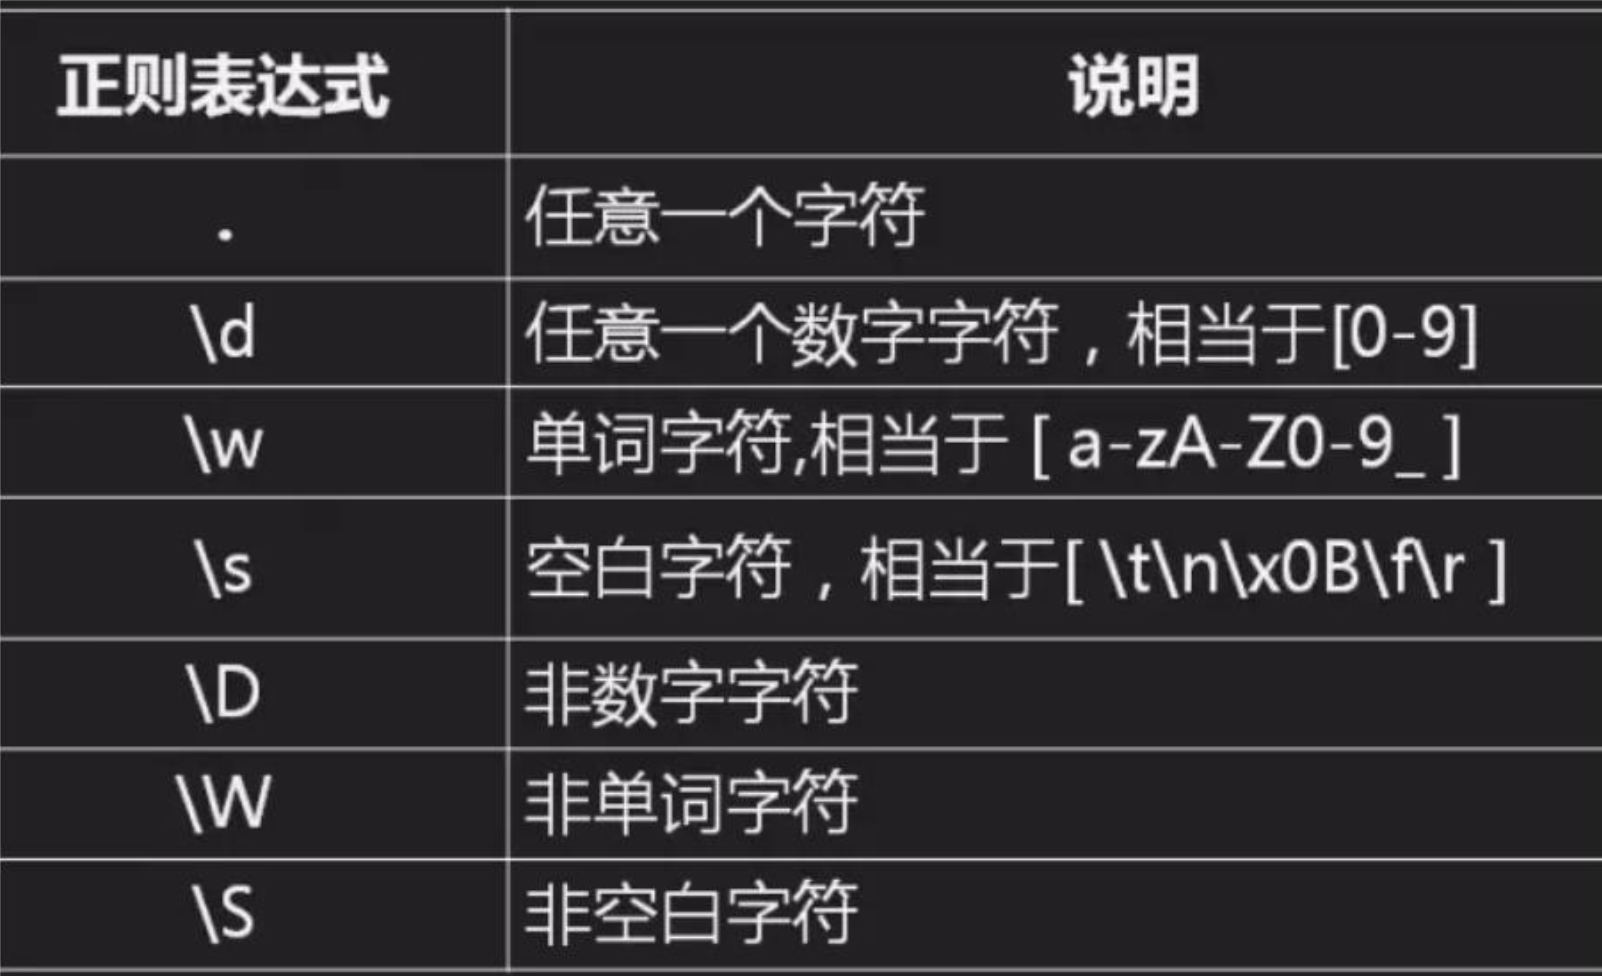 正则表达式 说明
. 任意一个字符
\d 任意一个数字字符，相当于[0-9]
\w 单词字符,相当于 [ a-zA-Z0-9_ ]
\s 空白字符，相当于[ \t\n\x0B\f\r ]
\D 非数字字符
\W 非单词字符
\S 非空白字符